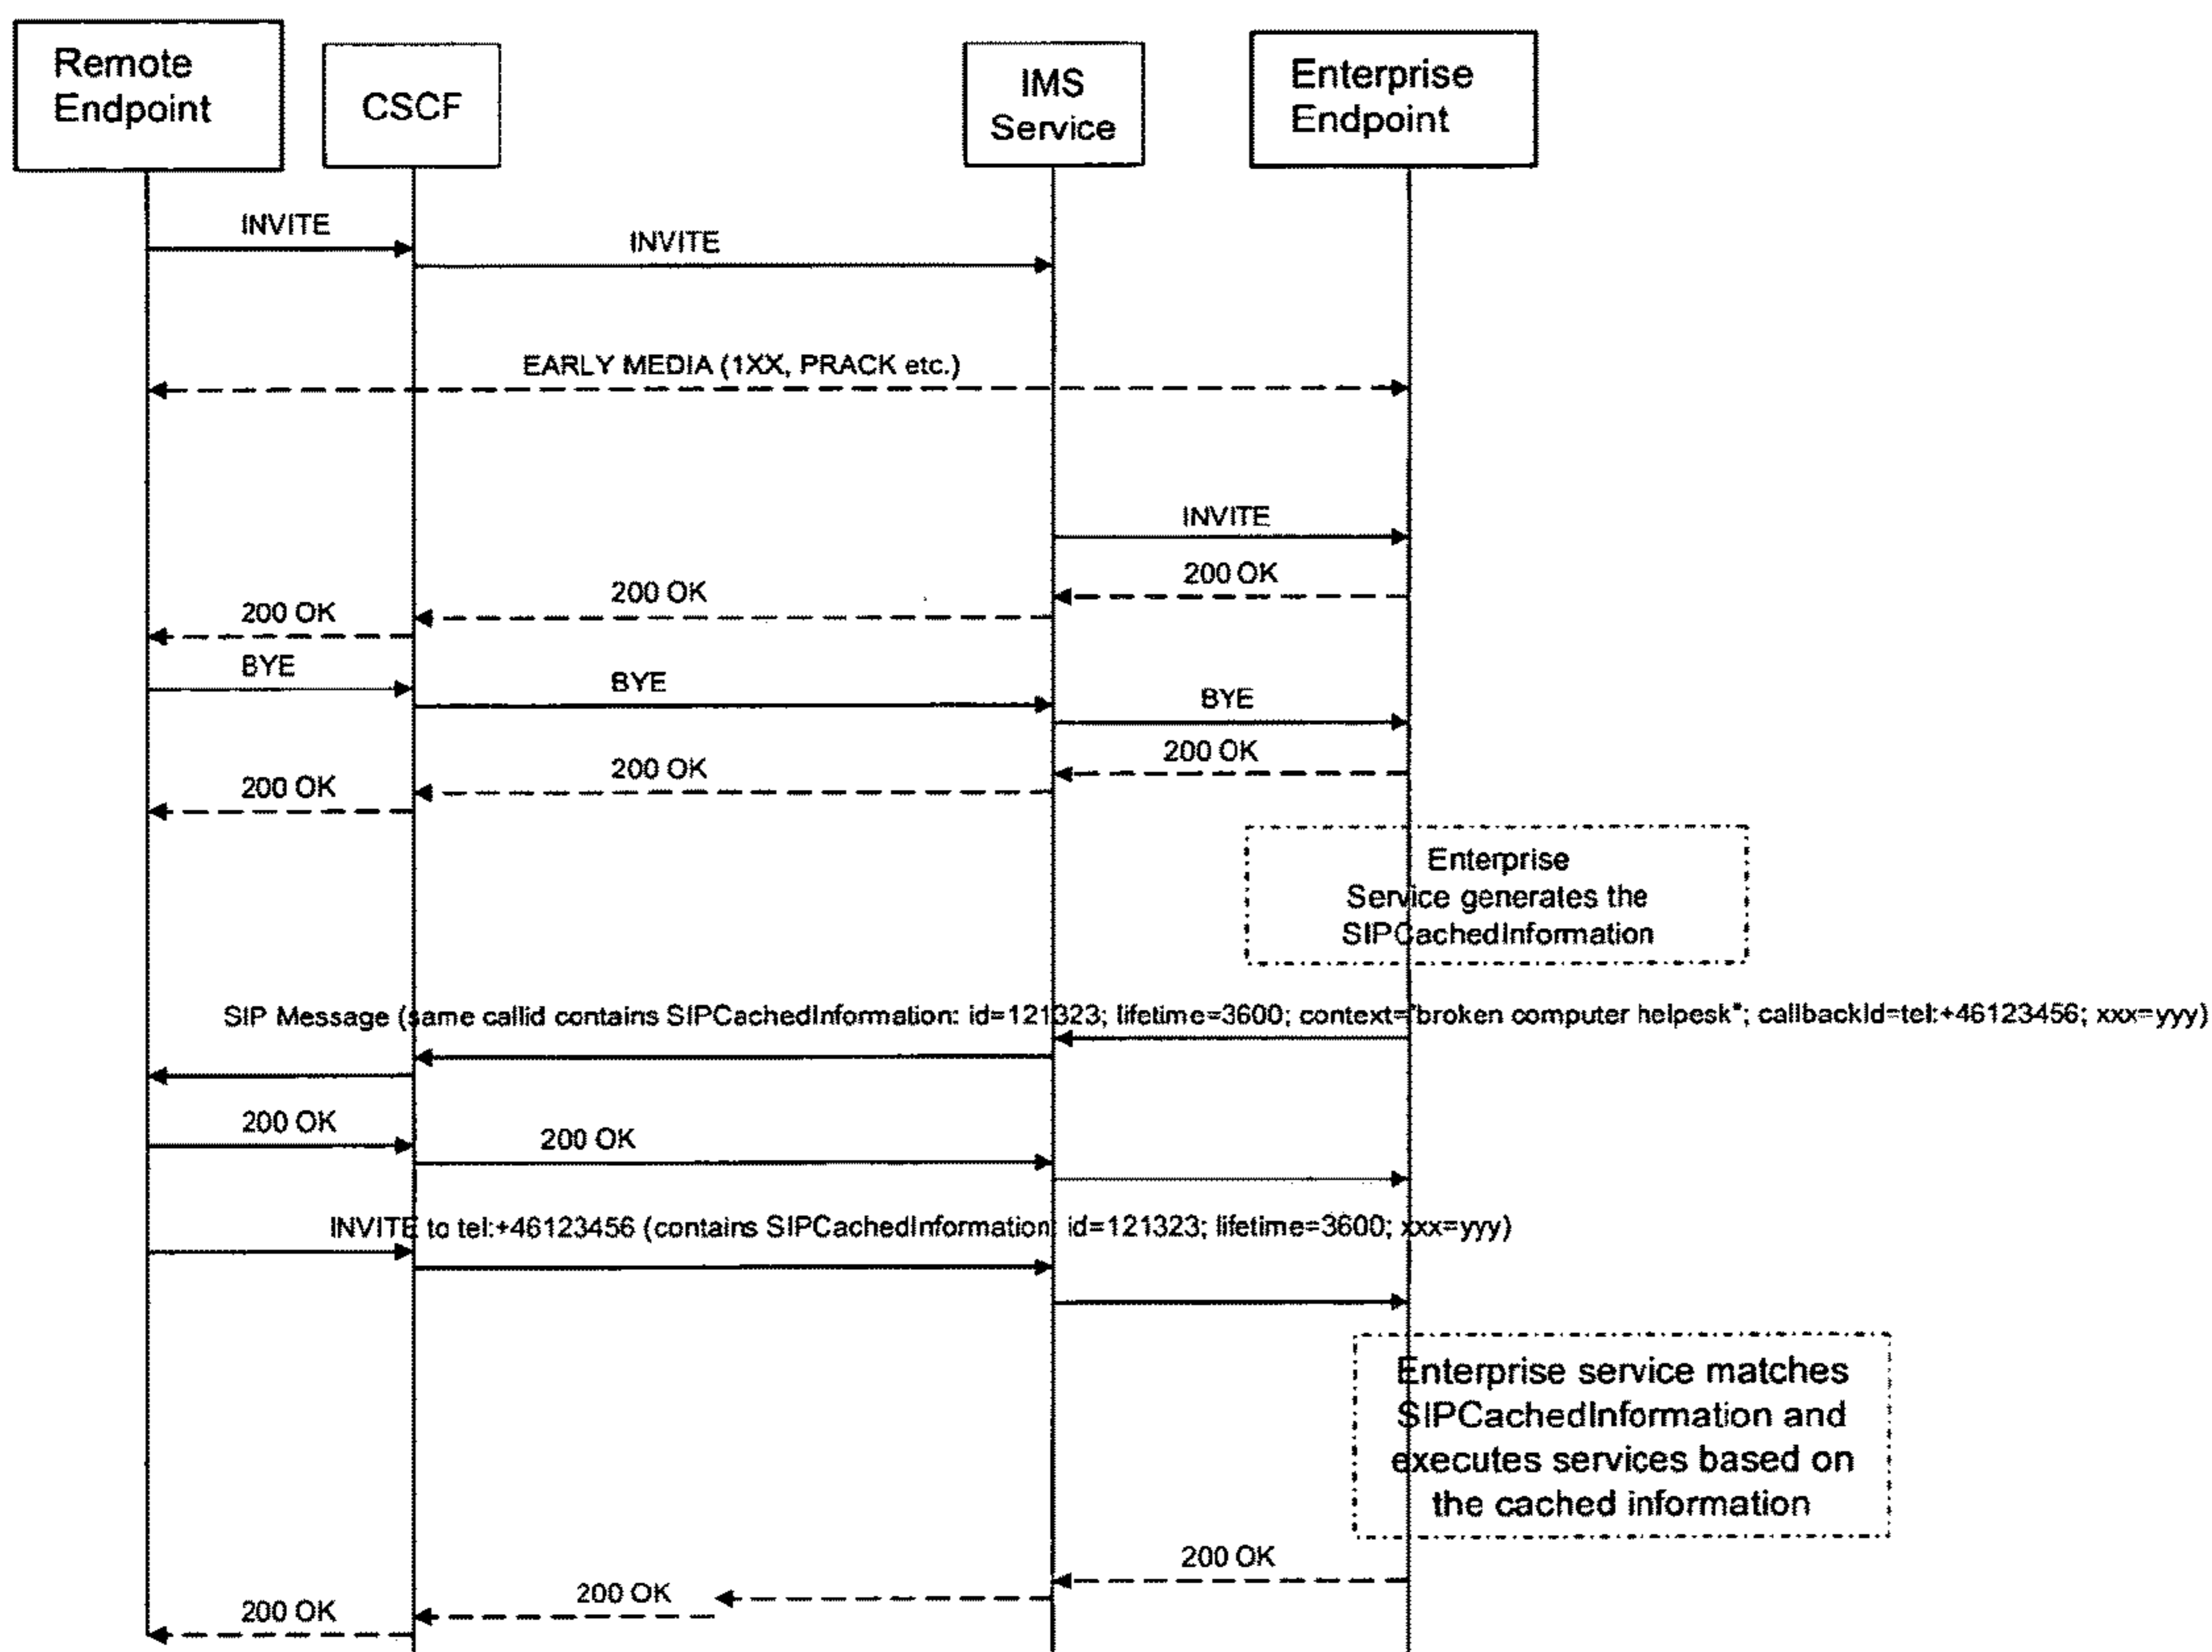 Remote
Endpoint
CSCF
IMS
Service
Enterprise
Endpoint
INVITE
INVITE
EARLY MEDIA (1XX, PRACK etc.)
INVITE
200 OK
200 OK
200 OK
BYE
BYE
BYE
200 OK
200 OK
200 OK
Enterprise
Service generates the
SIPCachedInformation
SIP Message (same callid contains SIPCachedInformation: id=121323; lifetime=3600; context="broken computer helpesk"; callbackId=tel:+46123456; xxx=yyy)
200 OK
200 OK
INVITE to tel:+46123456 (contains SIPCachedInformation: id=121323; lifetime=3600; xxx=yyy)
Enterprise service matches
SIPCachedInformation and
executes services based on
the cached information
200 OK
200 OK
200 OK